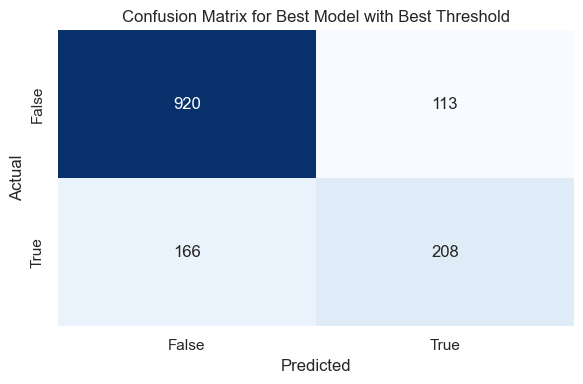 Confusion Matrix for Best Model with Best Threshold
Actual
False
920
113
True
166
208
False
True
Predicted